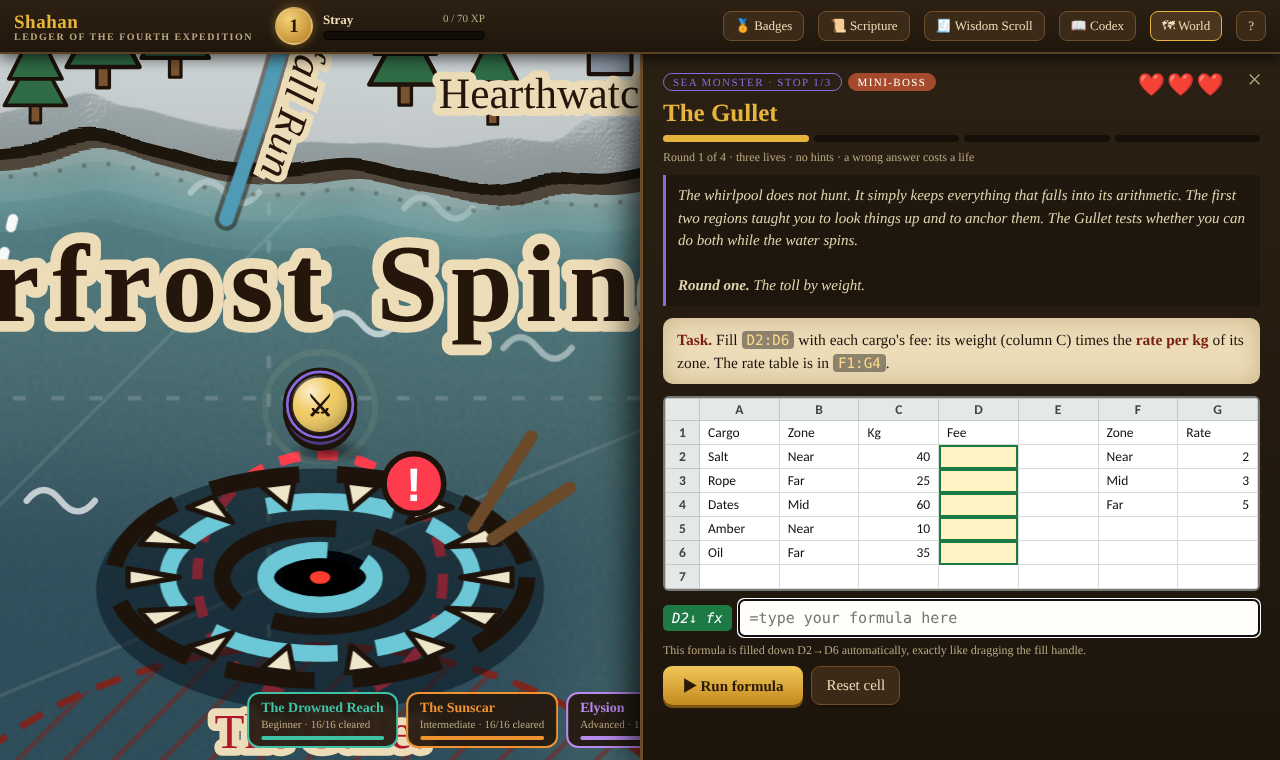 Shahan
LEDGER OF THE FOURTH EXPEDITION
1
Stray
0 / 70 XP
🏅 Badges
📜 Scripture
🧾 Wisdom Scroll
📖 Codex
🗺 World
?
Hearthwatc
fall Run
rfrost Spin
!
The Drowned Reach
Beginner · 16/16 cleared
The Sunscar
Intermediate · 16/16 cleared
Elysion
Advanced · 1
SEA MONSTER · STOP 1/3
MINI-BOSS
The Gullet
Round 1 of 4 · three lives · no hints · a wrong answer costs a life
The whirlpool does not hunt. It simply keeps everything that falls into its arithmetic. The first
two regions taught you to look things up and to anchor them. The Gullet tests whether you can
do both while the water spins.
Round one. The toll by weight.
Task. Fill D2:D6 with each cargo's fee: its weight (column C) times the rate per kg of its
zone. The rate table is in F1:G4.
A B C D E F G
1 Cargo Zone Kg Fee Zone Rate
2 Salt Near 40 Near 2
3 Rope Far 25 Mid 3
4 Dates Mid 60 Far 5
5 Amber Near 10
6 Oil Far 35
7
D2↓ fx
=type your formula here
This formula is filled down D2→D6 automatically, exactly like dragging the fill handle.
▶ Run formula
Reset cell